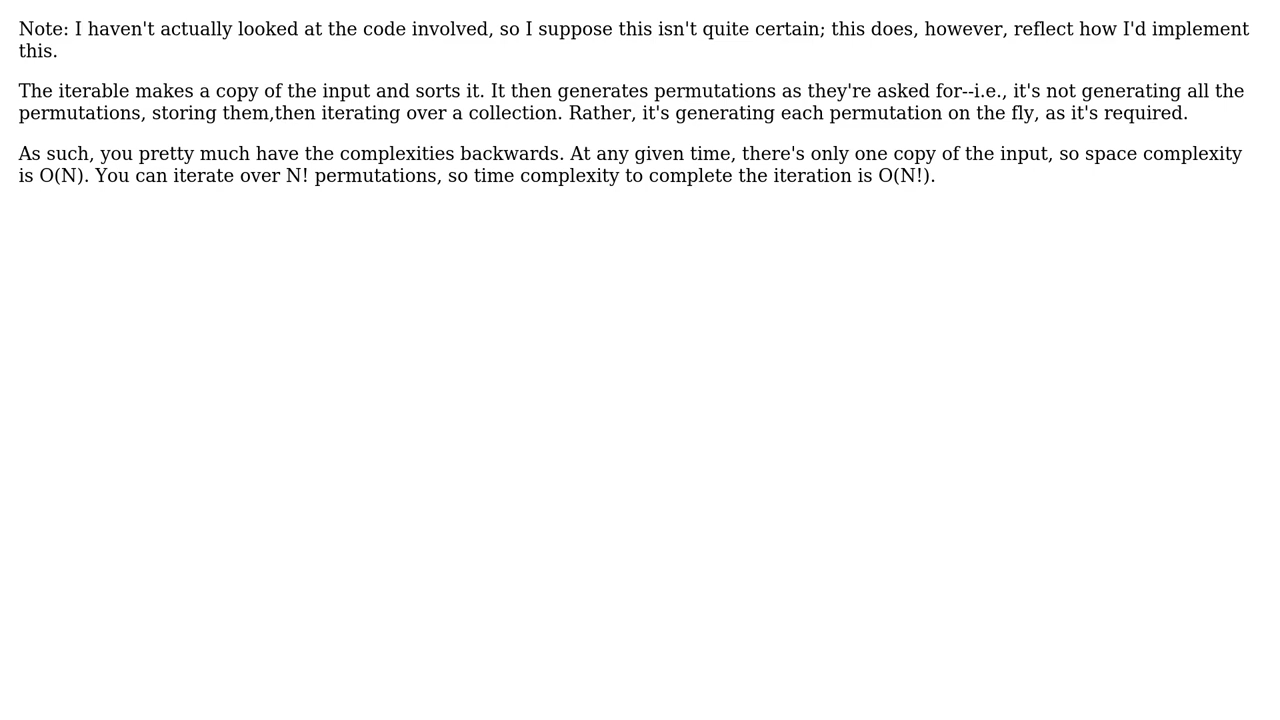 Note: I haven't actually looked at the code involved, so I suppose this isn't quite certain; this does, however, reflect how I'd implement
this.
The iterable makes a copy of the input and sorts it. It then generates permutations as they're asked for--i.e., it's not generating all the
permutations, storing them,then iterating over a collection. Rather, it's generating each permutation on the fly, as it's required.
As such, you pretty much have the complexities backwards. At any given time, there's only one copy of the input, so space complexity
is O(N). You can iterate over N! permutations, so time complexity to complete the iteration is O(N!).